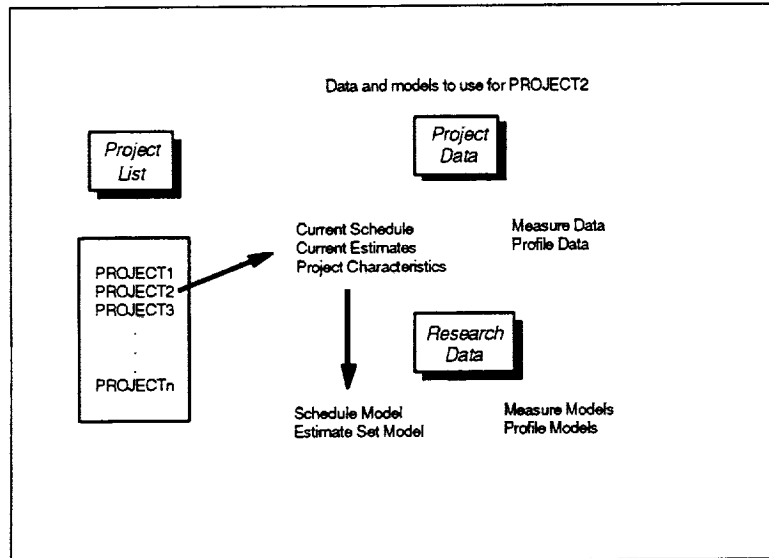 Data and models to use for PROJECT2
Project
List
Project
Data
Current Schedule
Current Estimates
Project Characteristics
Measure Data
Profile Data
PROJECT1
PROJECT2
PROJECT3
.
.
.
PROJECTn
Research
Data
Schedule Model
Estimate Set Model
Measure Models
Profile Models